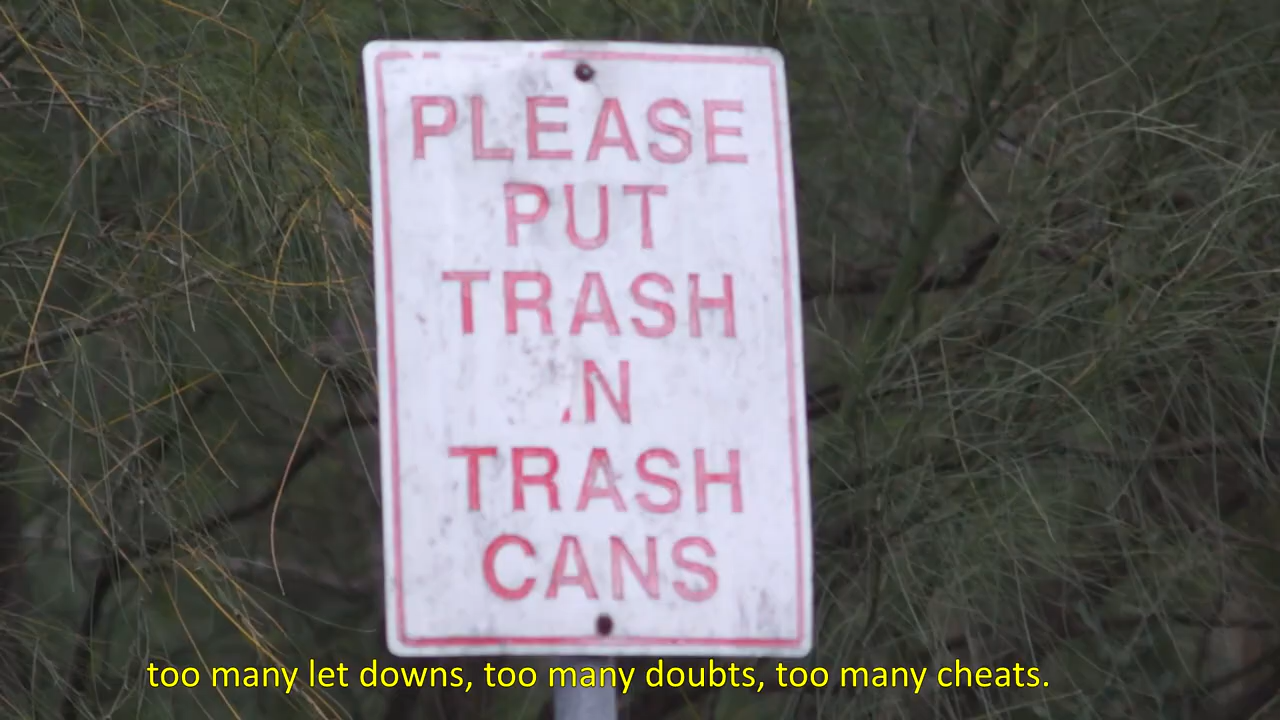 PLEASE
PUT
TRASH
IN
TRASH
CANS
too many let downs, too many doubts, too many cheats.